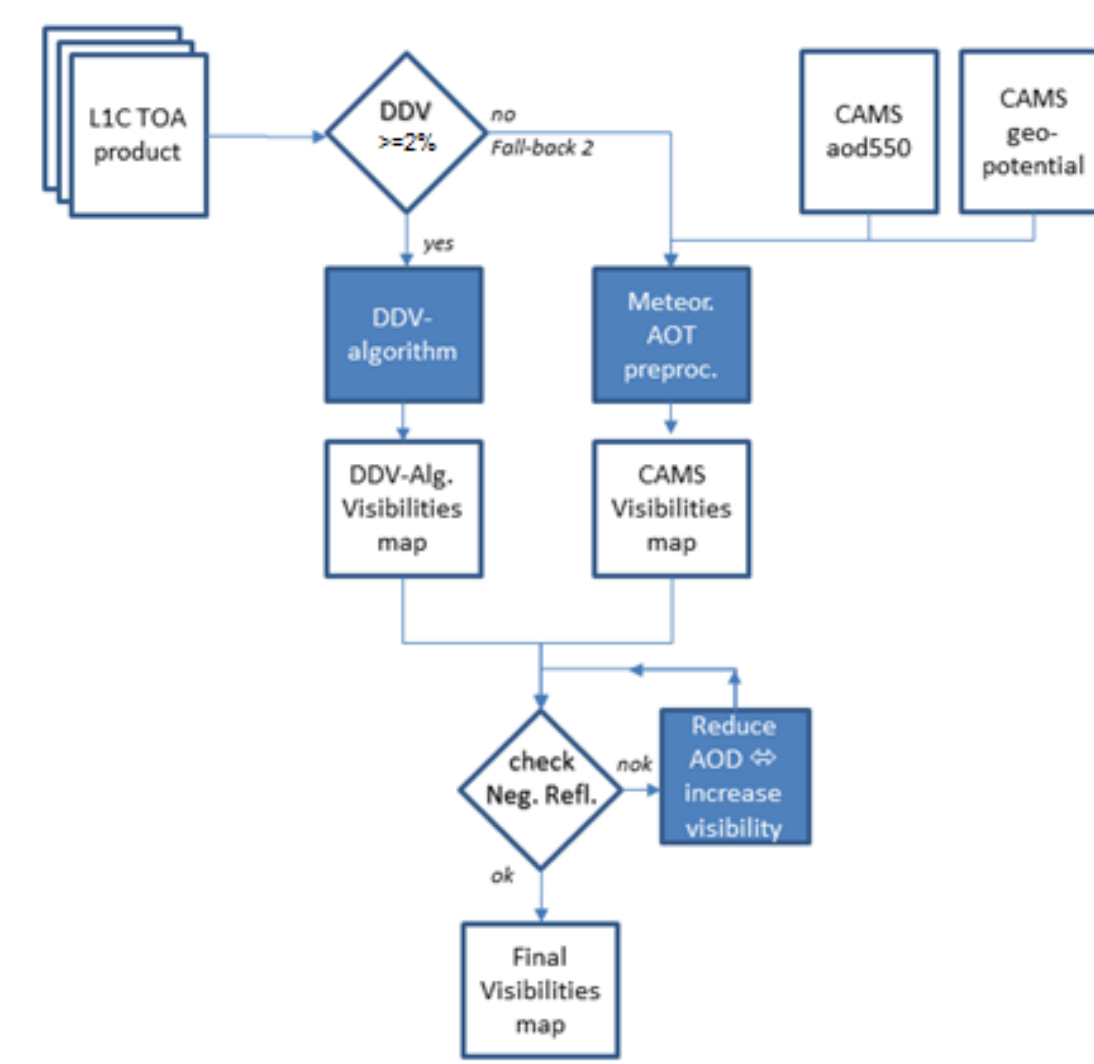 L1C TOA
product
DDV
>=2%
no
Fall-back 2
CAMS
aod550
CAMS
geo-
potential
yes
DDV-
algorithm
Meteor.
AOT
preproc.
DDV-Alg.
Visibilities
map
CAMS
Visibilities
map
check
Neg. Refl.
nok
Reduce
AOD ⇔
increase
visibility
ok
Final
Visibilities
map